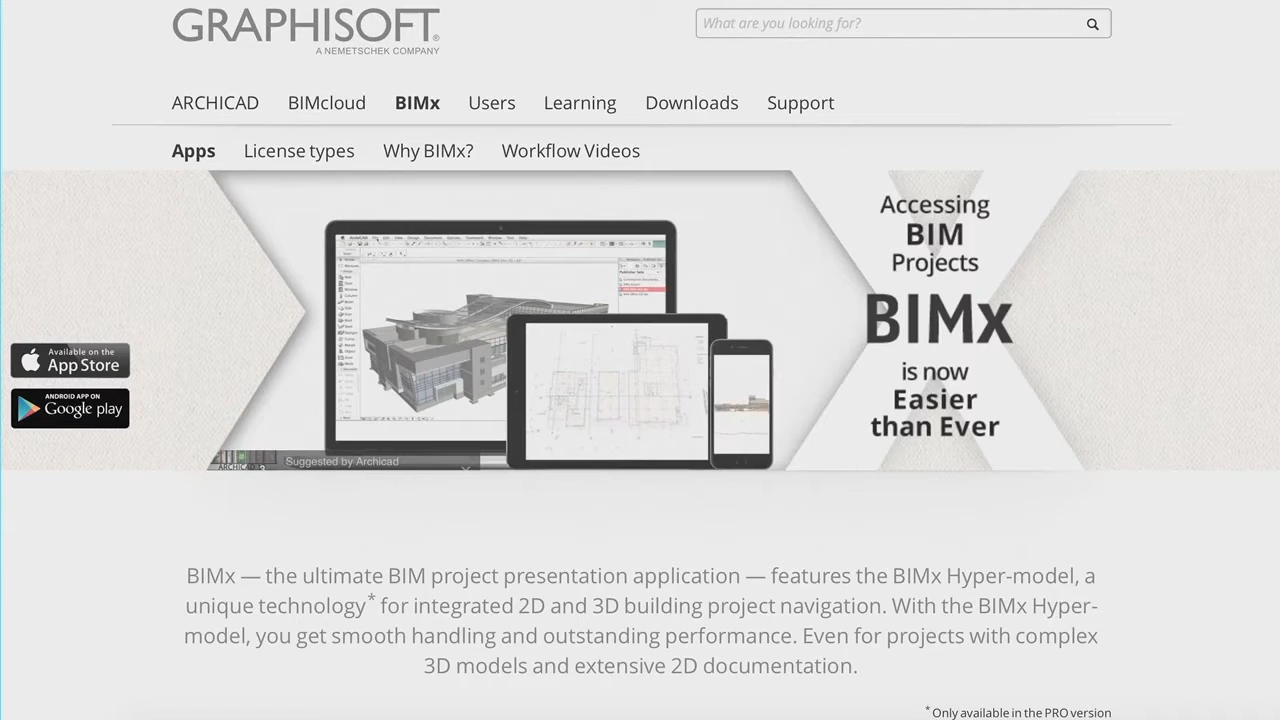 GRAPHISOFT®
A NEMETSCHEK COMPANY
What are you looking for?
ARCHICAD BIMcloud BIMx Users Learning Downloads Support
Apps License types Why BIMx? Workflow Videos
Accessing
BIM
Projects
BIMx
is now
Easier
than Ever
Available on the
App Store
ANDROID APP ON
Google play
Suggested by Archicad
BIMx — the ultimate BIM project presentation application — features the BIMx Hyper-model, a
unique technology* for integrated 2D and 3D building project navigation. With the BIMx Hyper-
model, you get smooth handling and outstanding performance. Even for projects with complex
3D models and extensive 2D documentation.
* Only available in the PRO version